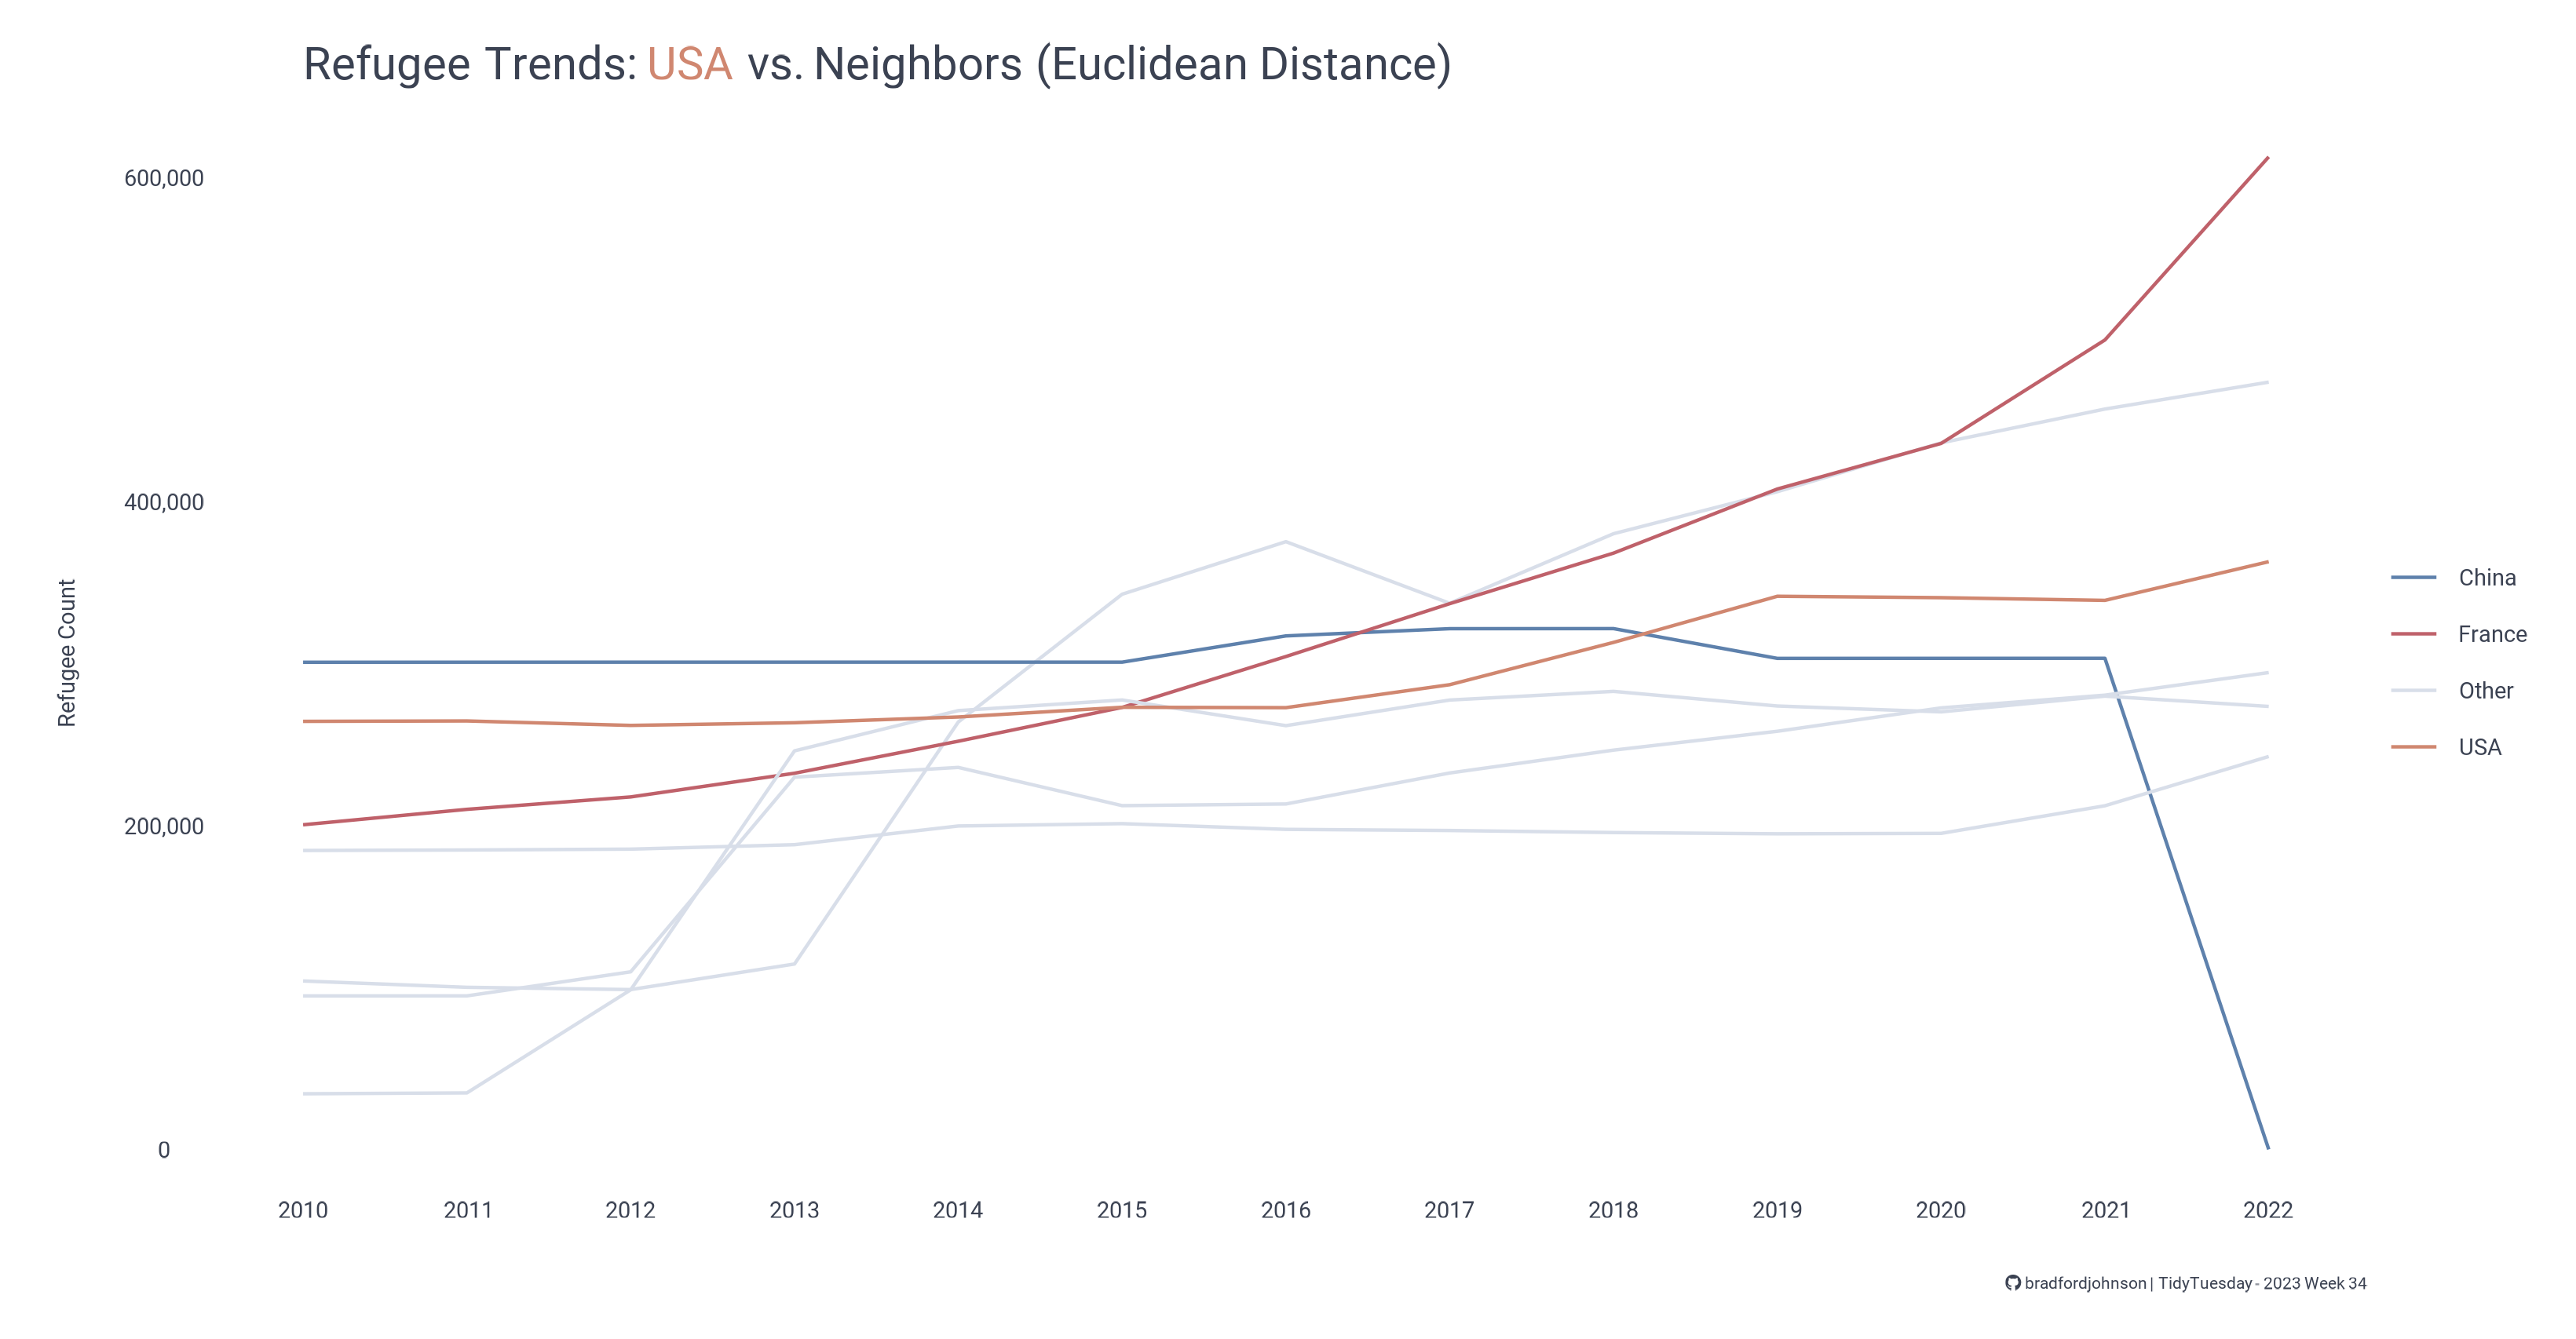 Refugee Trends: USA vs. Neighbors (Euclidean Distance)
600,000
400,000
200,000
0
Refugee Count
2010 2011 2012 2013 2014 2015 2016 2017 2018 2019 2020 2021 2022
China
France
Other
USA
bradfordjohnson | TidyTuesday - 2023 Week 34